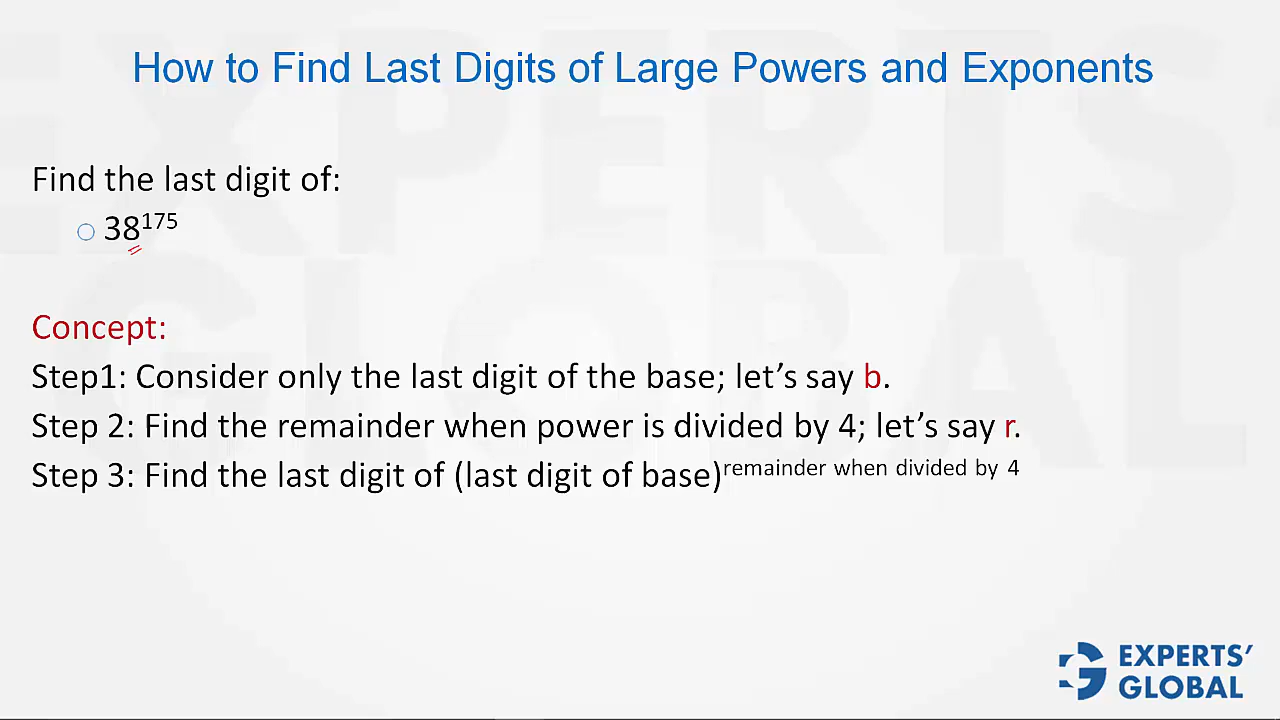 How to Find Last Digits of Large Powers and Exponents
Find the last digit of:
38¹⁷⁵
Concept:
Step1: Consider only the last digit of the base; let’s say b.
Step 2: Find the remainder when power is divided by 4; let’s say r.
Step 3: Find the last digit of (last digit of base)remainder when divided by 4
EXPERTS’
GLOBAL